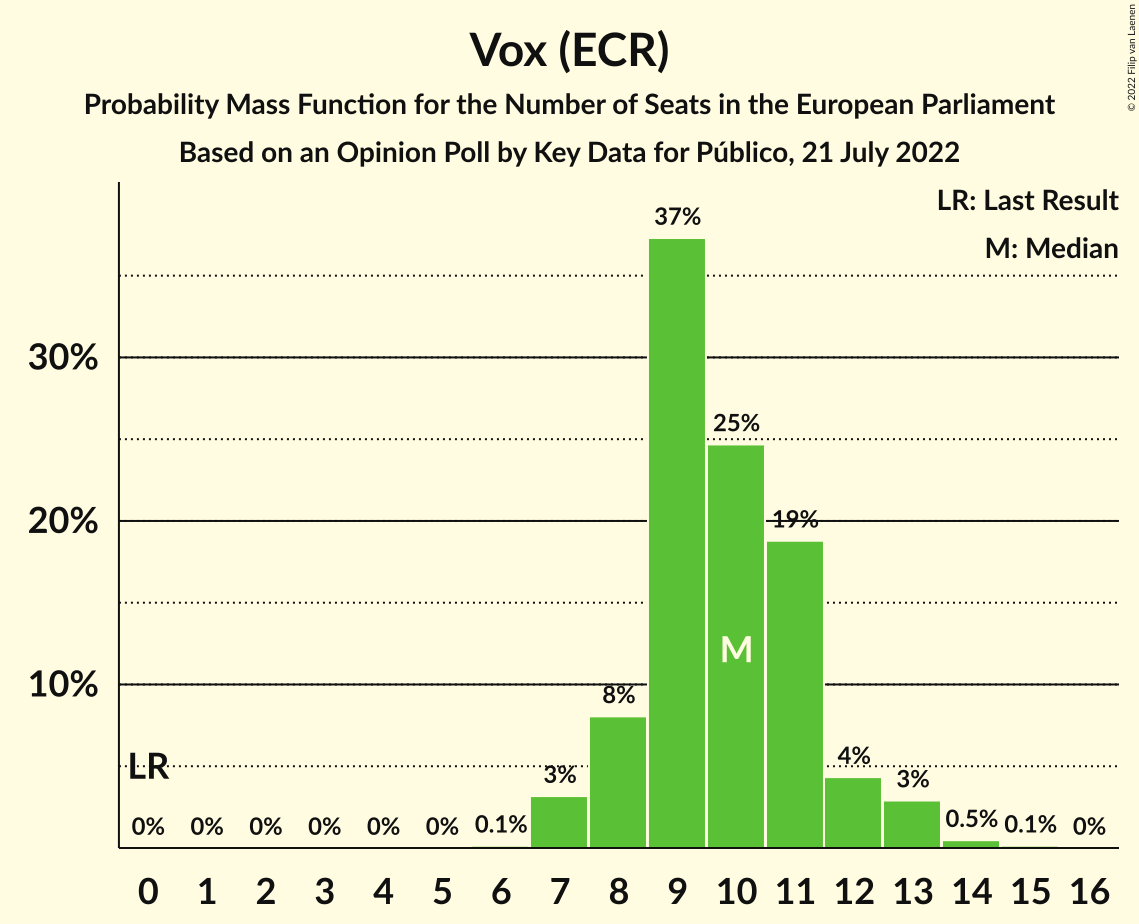 Vox (ECR)
Probability Mass Function for the Number of Seats in the European Parliament
Based on an Opinion Poll by Key Data for Público, 21 July 2022
© 2022 Filip van Laenen
LR: Last Result
M: Median
37%
30%
25%
20%
19%
M
10%
8%
LR
3%
4%
3%
0%
0%
0%
0%
0%
0%
0.1%
0.5%
0.1%
0%
0 1 2 3 4 5 6 7 8 9 10 11 12 13 14 15 16